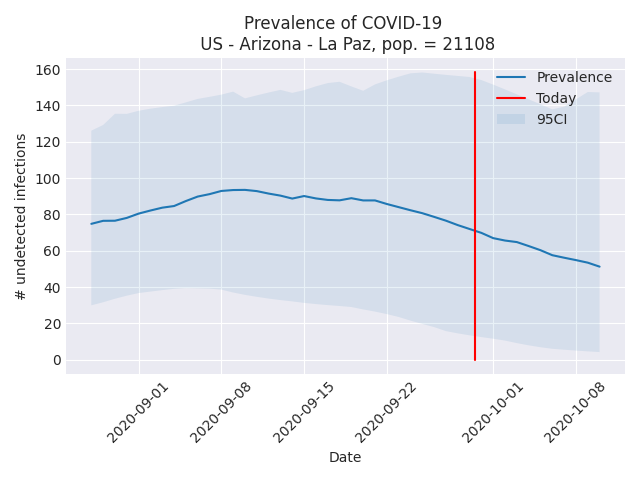 Prevalence of COVID-19
US - Arizona - La Paz, pop. = 21108
160
140
120
100
80
60
40
20
0
# undetected infections
Prevalence
Today
95CI
2020-09-01
2020-09-08
2020-09-15
2020-09-22
2020-10-01
2020-10-08
Date